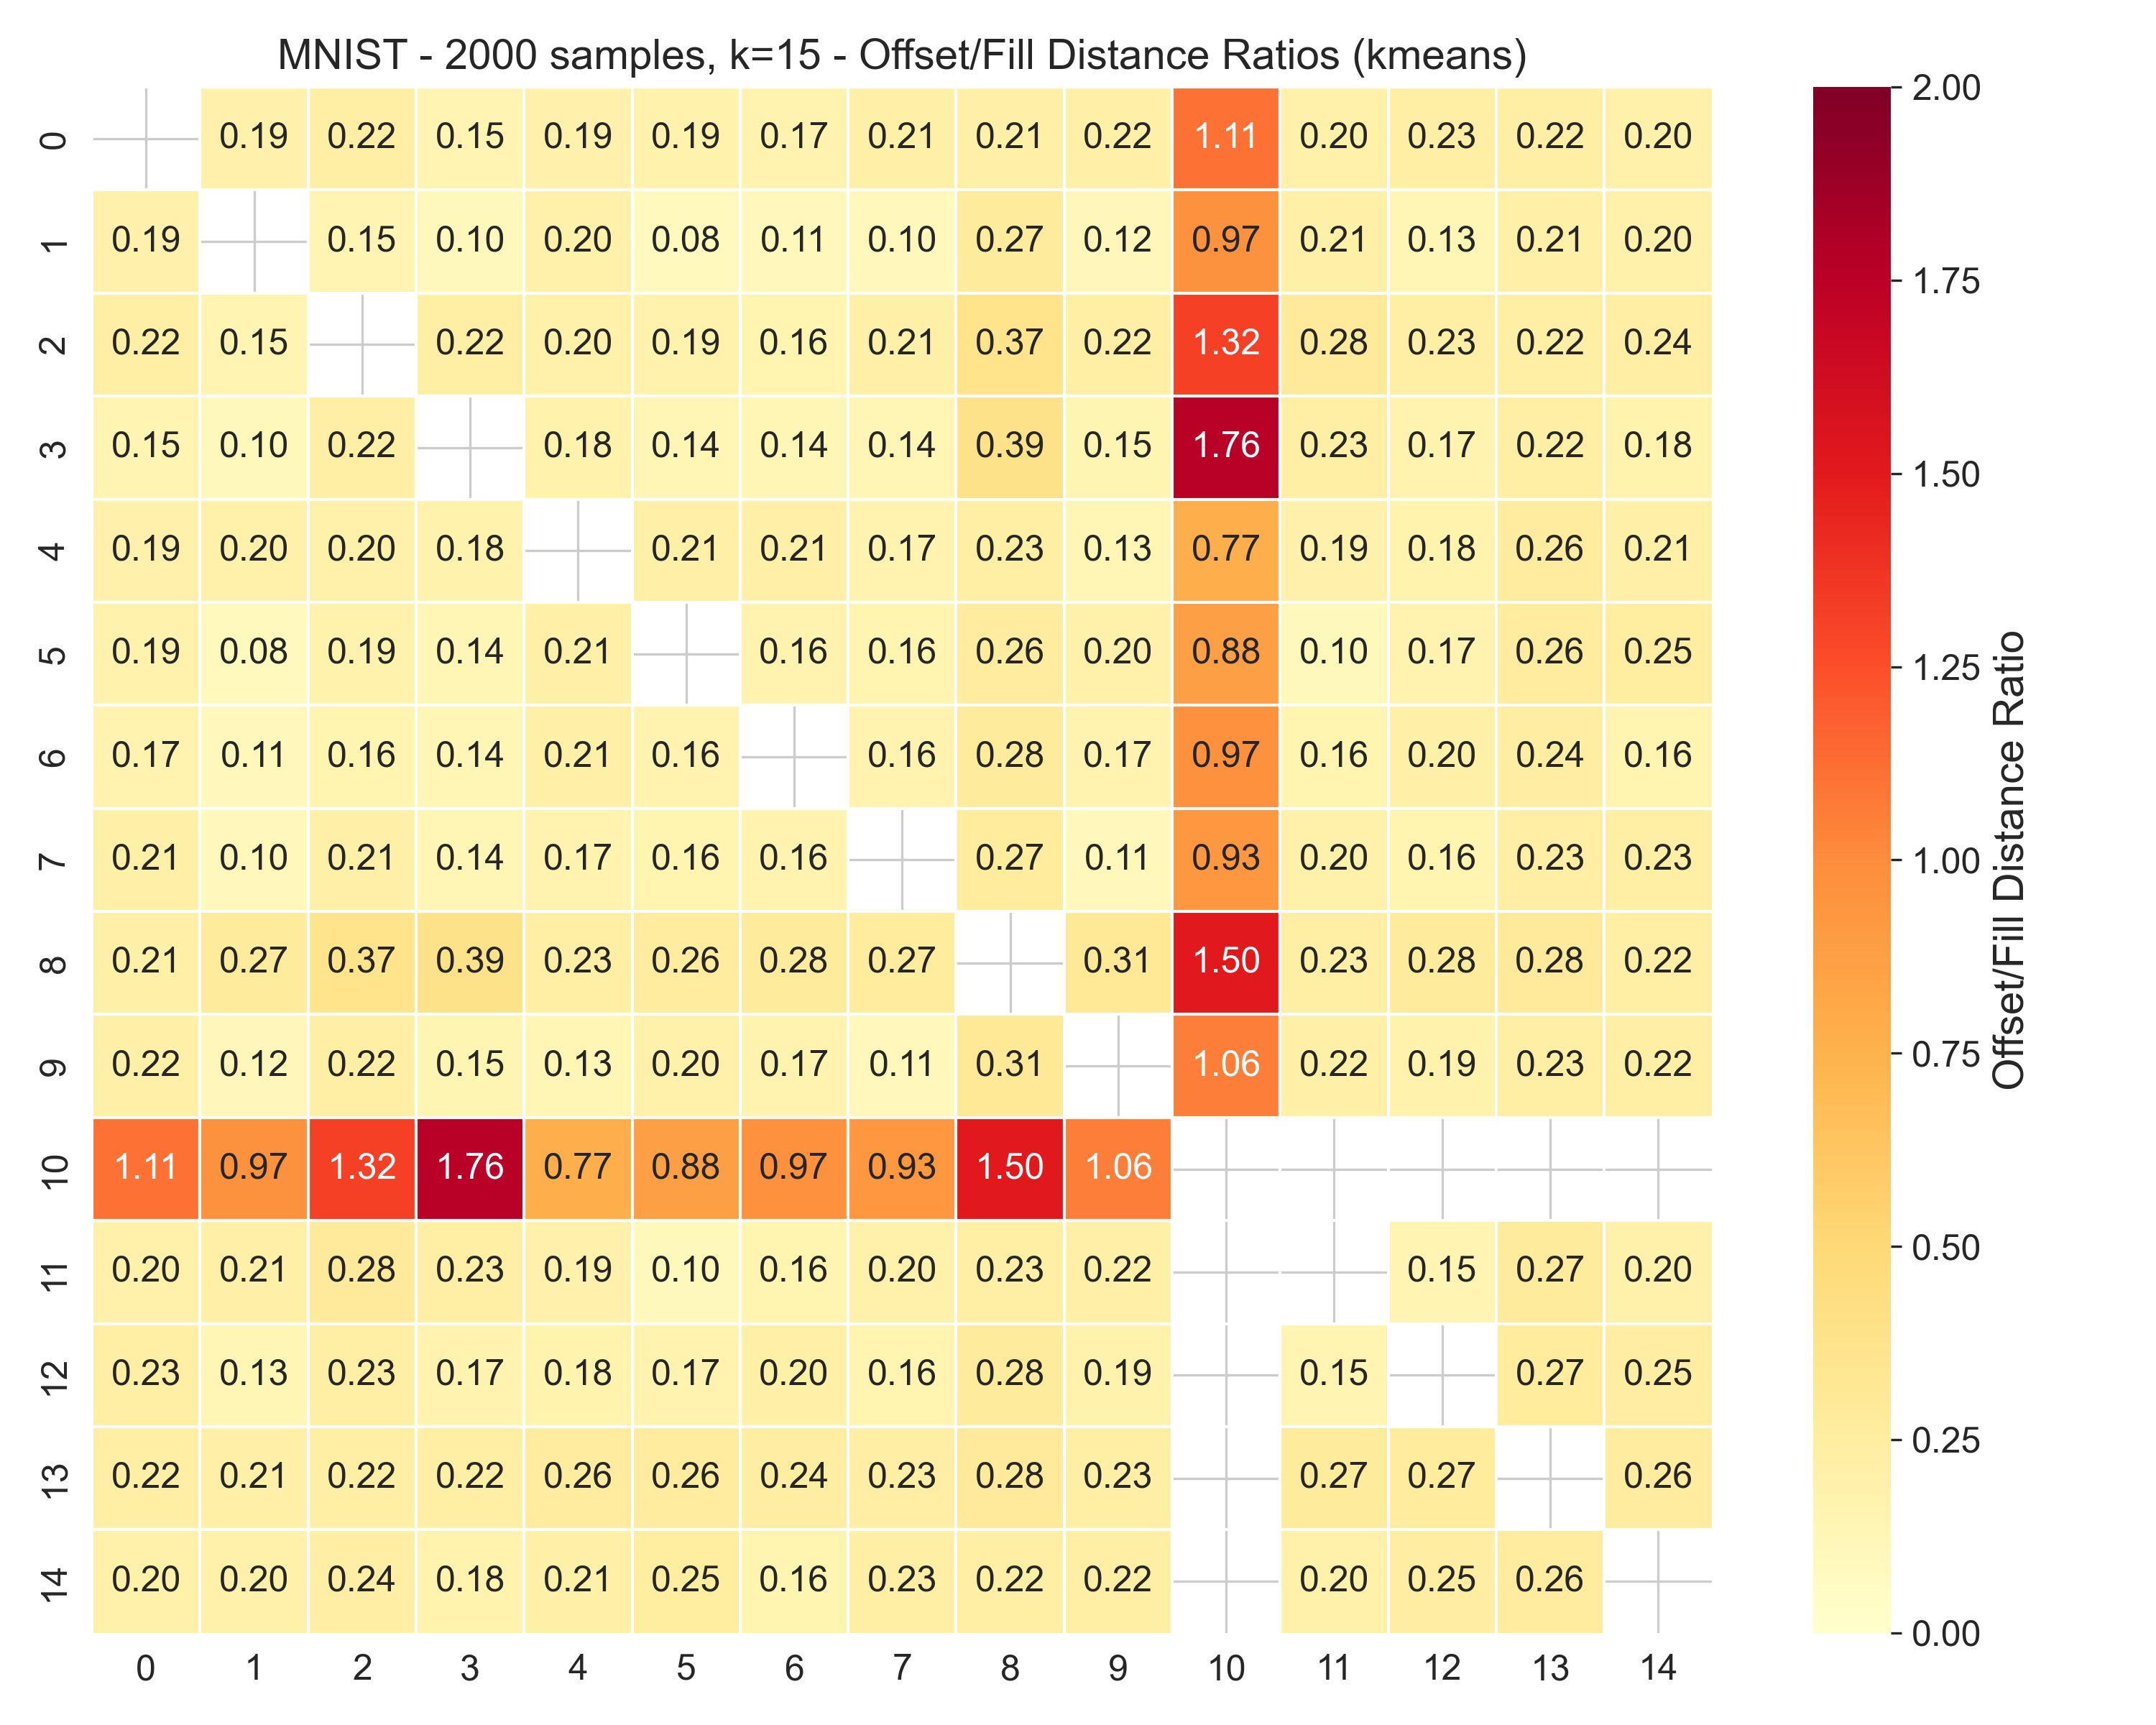 MNIST - 2000 samples, k=15 - Offset/Fill Distance Ratios (kmeans)
0 0.19 0.22 0.15 0.19 0.19 0.17 0.21 0.21 0.22 1.11 0.20 0.23 0.22 0.20
1 0.19 0.15 0.10 0.20 0.08 0.11 0.10 0.27 0.12 0.97 0.21 0.13 0.21 0.20
2 0.22 0.15 0.22 0.20 0.19 0.16 0.21 0.37 0.22 1.32 0.28 0.23 0.22 0.24
3 0.15 0.10 0.22 0.18 0.14 0.14 0.14 0.39 0.15 1.76 0.23 0.17 0.22 0.18
4 0.19 0.20 0.20 0.18 0.21 0.21 0.17 0.23 0.13 0.77 0.19 0.18 0.26 0.21
5 0.19 0.08 0.19 0.14 0.21 0.16 0.16 0.26 0.20 0.88 0.10 0.17 0.26 0.25
6 0.17 0.11 0.16 0.14 0.21 0.16 0.16 0.28 0.17 0.97 0.16 0.20 0.24 0.16
7 0.21 0.10 0.21 0.14 0.17 0.16 0.16 0.27 0.11 0.93 0.20 0.16 0.23 0.23
8 0.21 0.27 0.37 0.39 0.23 0.26 0.28 0.27 0.31 1.50 0.23 0.28 0.28 0.22
9 0.22 0.12 0.22 0.15 0.13 0.20 0.17 0.11 0.31 1.06 0.22 0.19 0.23 0.22
10 1.11 0.97 1.32 1.76 0.77 0.88 0.97 0.93 1.50 1.06
11 0.20 0.21 0.28 0.23 0.19 0.10 0.16 0.20 0.23 0.22 0.15 0.27 0.20
12 0.23 0.13 0.23 0.17 0.18 0.17 0.20 0.16 0.28 0.19 0.15 0.27 0.25
13 0.22 0.21 0.22 0.22 0.26 0.26 0.24 0.23 0.28 0.23 0.27 0.27 0.26
14 0.20 0.20 0.24 0.18 0.21 0.25 0.16 0.23 0.22 0.22 0.20 0.25 0.26
0 1 2 3 4 5 6 7 8 9 10 11 12 13 14
2.00
1.75
1.50
1.25
1.00
0.75
0.50
0.25
0.00
Offset/Fill Distance Ratio